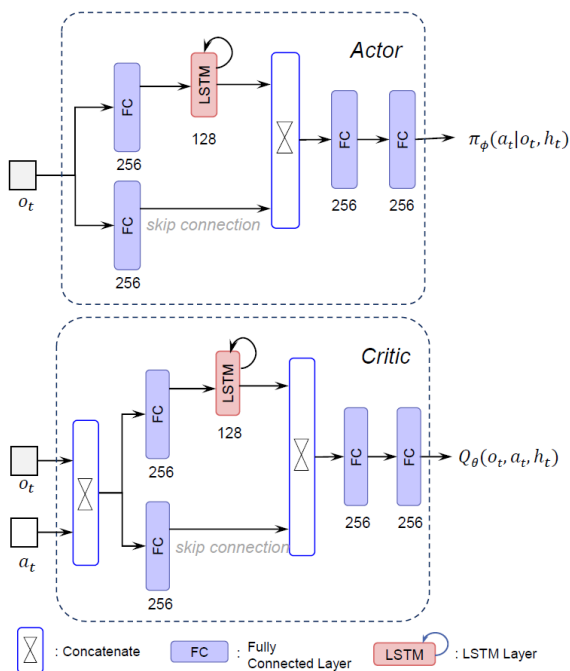 Actor
FC
256
LSTM
128
o_t
FC
256
skip connection
FC
256
FC
256
π_ϕ(a_t|o_t, h_t)
Critic
o_t
a_t
FC
256
LSTM
128
FC
256
skip connection
FC
256
FC
256
Q_θ(o_t, a_t, h_t)
: Concatenate
FC
: Fully
Connected Layer
LSTM
: LSTM Layer